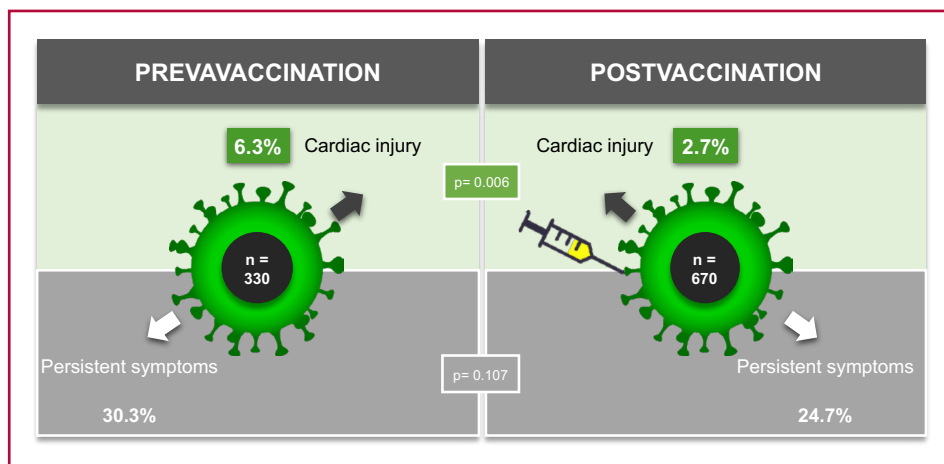 PREVAVACCINATION
POSTVACCINATION
6.3% Cardiac injury
Cardiac injury 2.7%
p= 0.006
n =
330
n =
670
Persistent symptoms
Persistent symptoms
p= 0.107
30.3%
24.7%